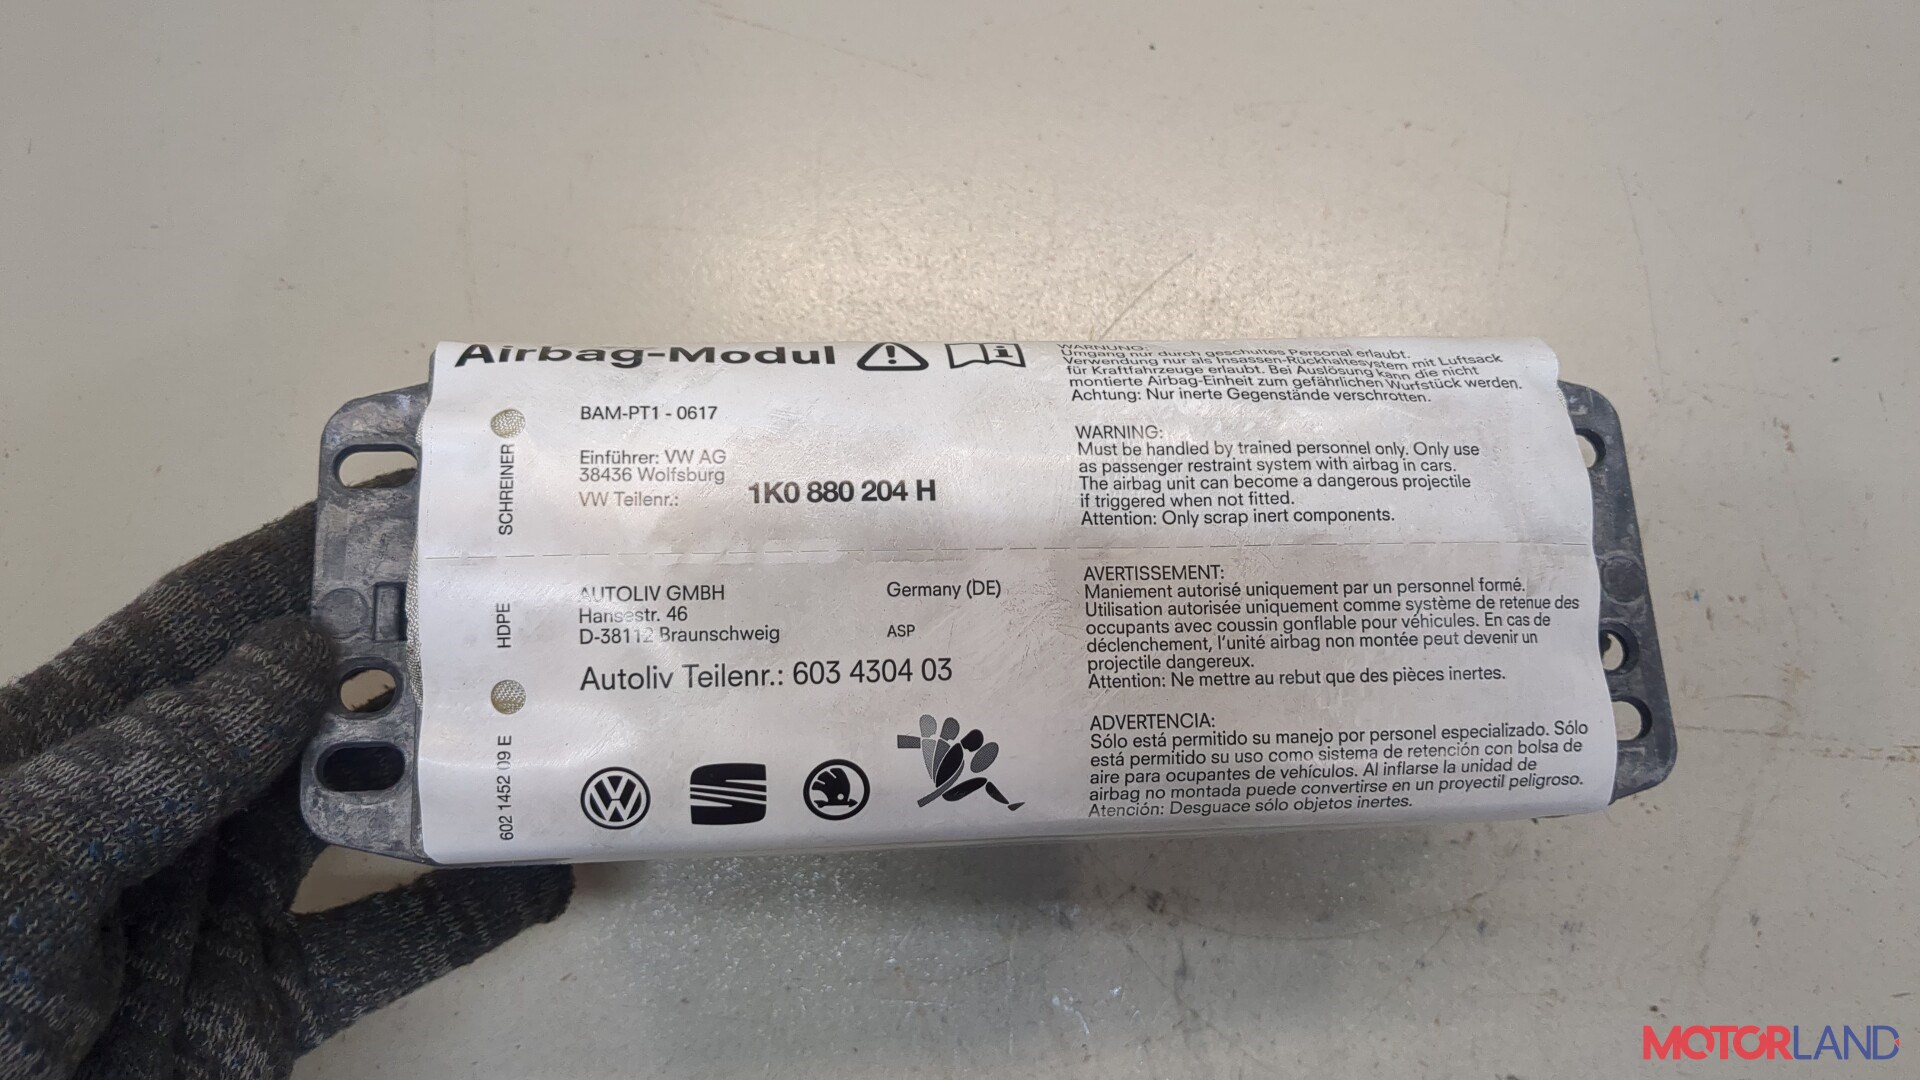 Airbag-Modul
BAM-PT1 - 0617
Einführer: VW AG
38436 Wolfsburg
VW Teilenr.: 1K0 880 204 H
SCHREINER
HDPE
602 1452 09 E
AUTOLIV GMBH
Hansestr. 46
D-38112 Braunschweig
Germany (DE)
ASP
Autoliv Teilenr.: 603 4304 03
WARNUNG:
Umgang nur durch geschultes Personal erlaubt.
Verwendung nur als Insassen-Rückhaltesystem mit Luftsack
für Kraftfahrzeuge erlaubt. Bei Auslösung kann die nicht
montierte Airbag-Einheit zum gefährlichen Wurfstück werden.
Achtung: Nur inerte Gegenstände verschrotten.
WARNING:
Must be handled by trained personnel only. Only use
as passenger restraint system with airbag in cars.
The airbag unit can become a dangerous projectile
if triggered when not fitted.
Attention: Only scrap inert components.
AVERTISSEMENT:
Maniement autorisé uniquement par un personnel formé.
Utilisation autorisée uniquement comme système de retenue des
occupants avec coussin gonflable pour véhicules. En cas de
déclenchement, l'unité airbag non montée peut devenir un
projectile dangereux.
Attention: Ne mettre au rebut que des pièces inertes.
ADVERTENCIA:
Sólo está permitido su manejo por personel especializado. Sólo
está permitido su uso como sistema de retención con bolsa de
aire para ocupantes de vehículos. Al inflarse la unidad de
airbag no montada puede convertirse en un proyectil peligroso.
Atención: Desguace sólo objetos inertes.
MOTORLAND